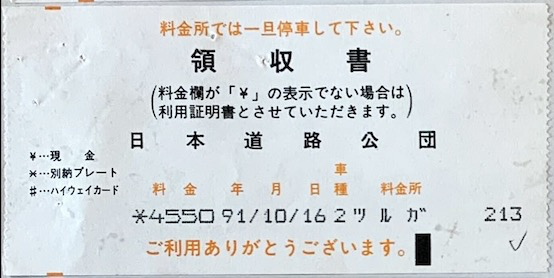 料金所では一旦停車して下さい。
領収書
(料金欄が「¥」の表示でない場合は
利用証明書とさせていただきます。)
日本道路公団
¥…現金
※…別納プレート
#…ハイウェイカード
料金 年 月 日 車種 料金所
※4550 91/10/16 2 ツルガ 213
ご利用ありがとうございます。